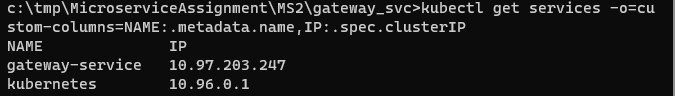 c:\tmp\MicroserviceAssignment\MS2\gateway_svc>kubectl get services -o=cu
stom-columns=NAME:.metadata.name,IP:.spec.clusterIP
NAME              IP
gateway-service   10.97.203.247
kubernetes        10.96.0.1